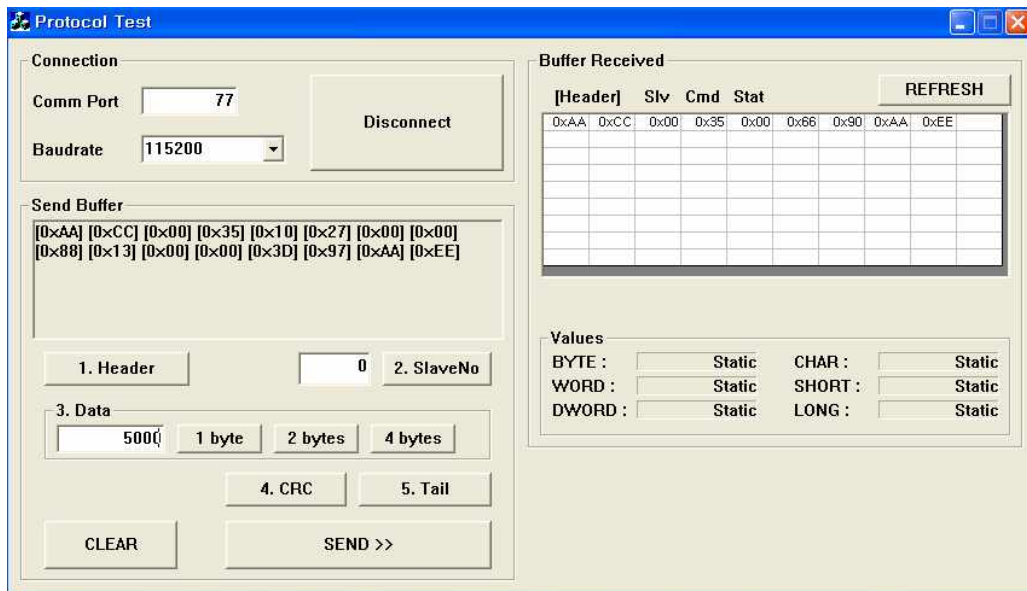 Protocol Test
Connection
Comm Port 77
Baudrate 115200
Disconnect
Send Buffer
[0xAA] [0xCC] [0x00] [0x35] [0x10] [0x27] [0x00] [0x00]
[0x88] [0x13] [0x00] [0x00] [0x3D] [0x97] [0xAA] [0xEE]
1. Header 0 2. SlaveNo
3. Data
5000 1 byte 2 bytes 4 bytes
4. CRC 5. Tail
CLEAR SEND >>
Buffer Received
REFRESH
[Header] Slv Cmd Stat
0xAA 0xCC 0x00 0x35 0x00 0x66 0x90 0xAA 0xEE
Values
BYTE : Static CHAR : Static
WORD : Static SHORT : Static
DWORD : Static LONG : Static